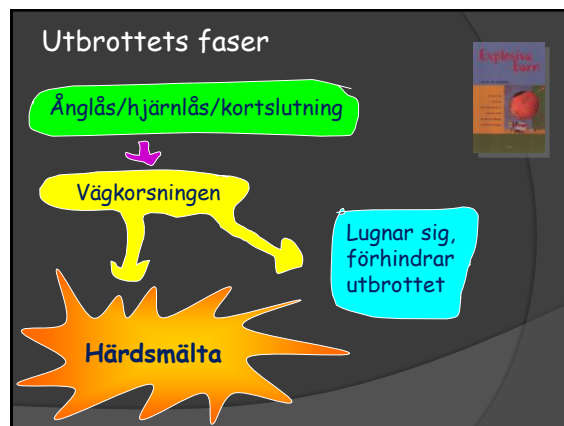 Utbrottets faser
Explosiva
barn
Ånglås/hjärnlås/kortslutning
Vägkorsningen
Lugnar sig,
förhindrar
utbrottet
Härdsmälta